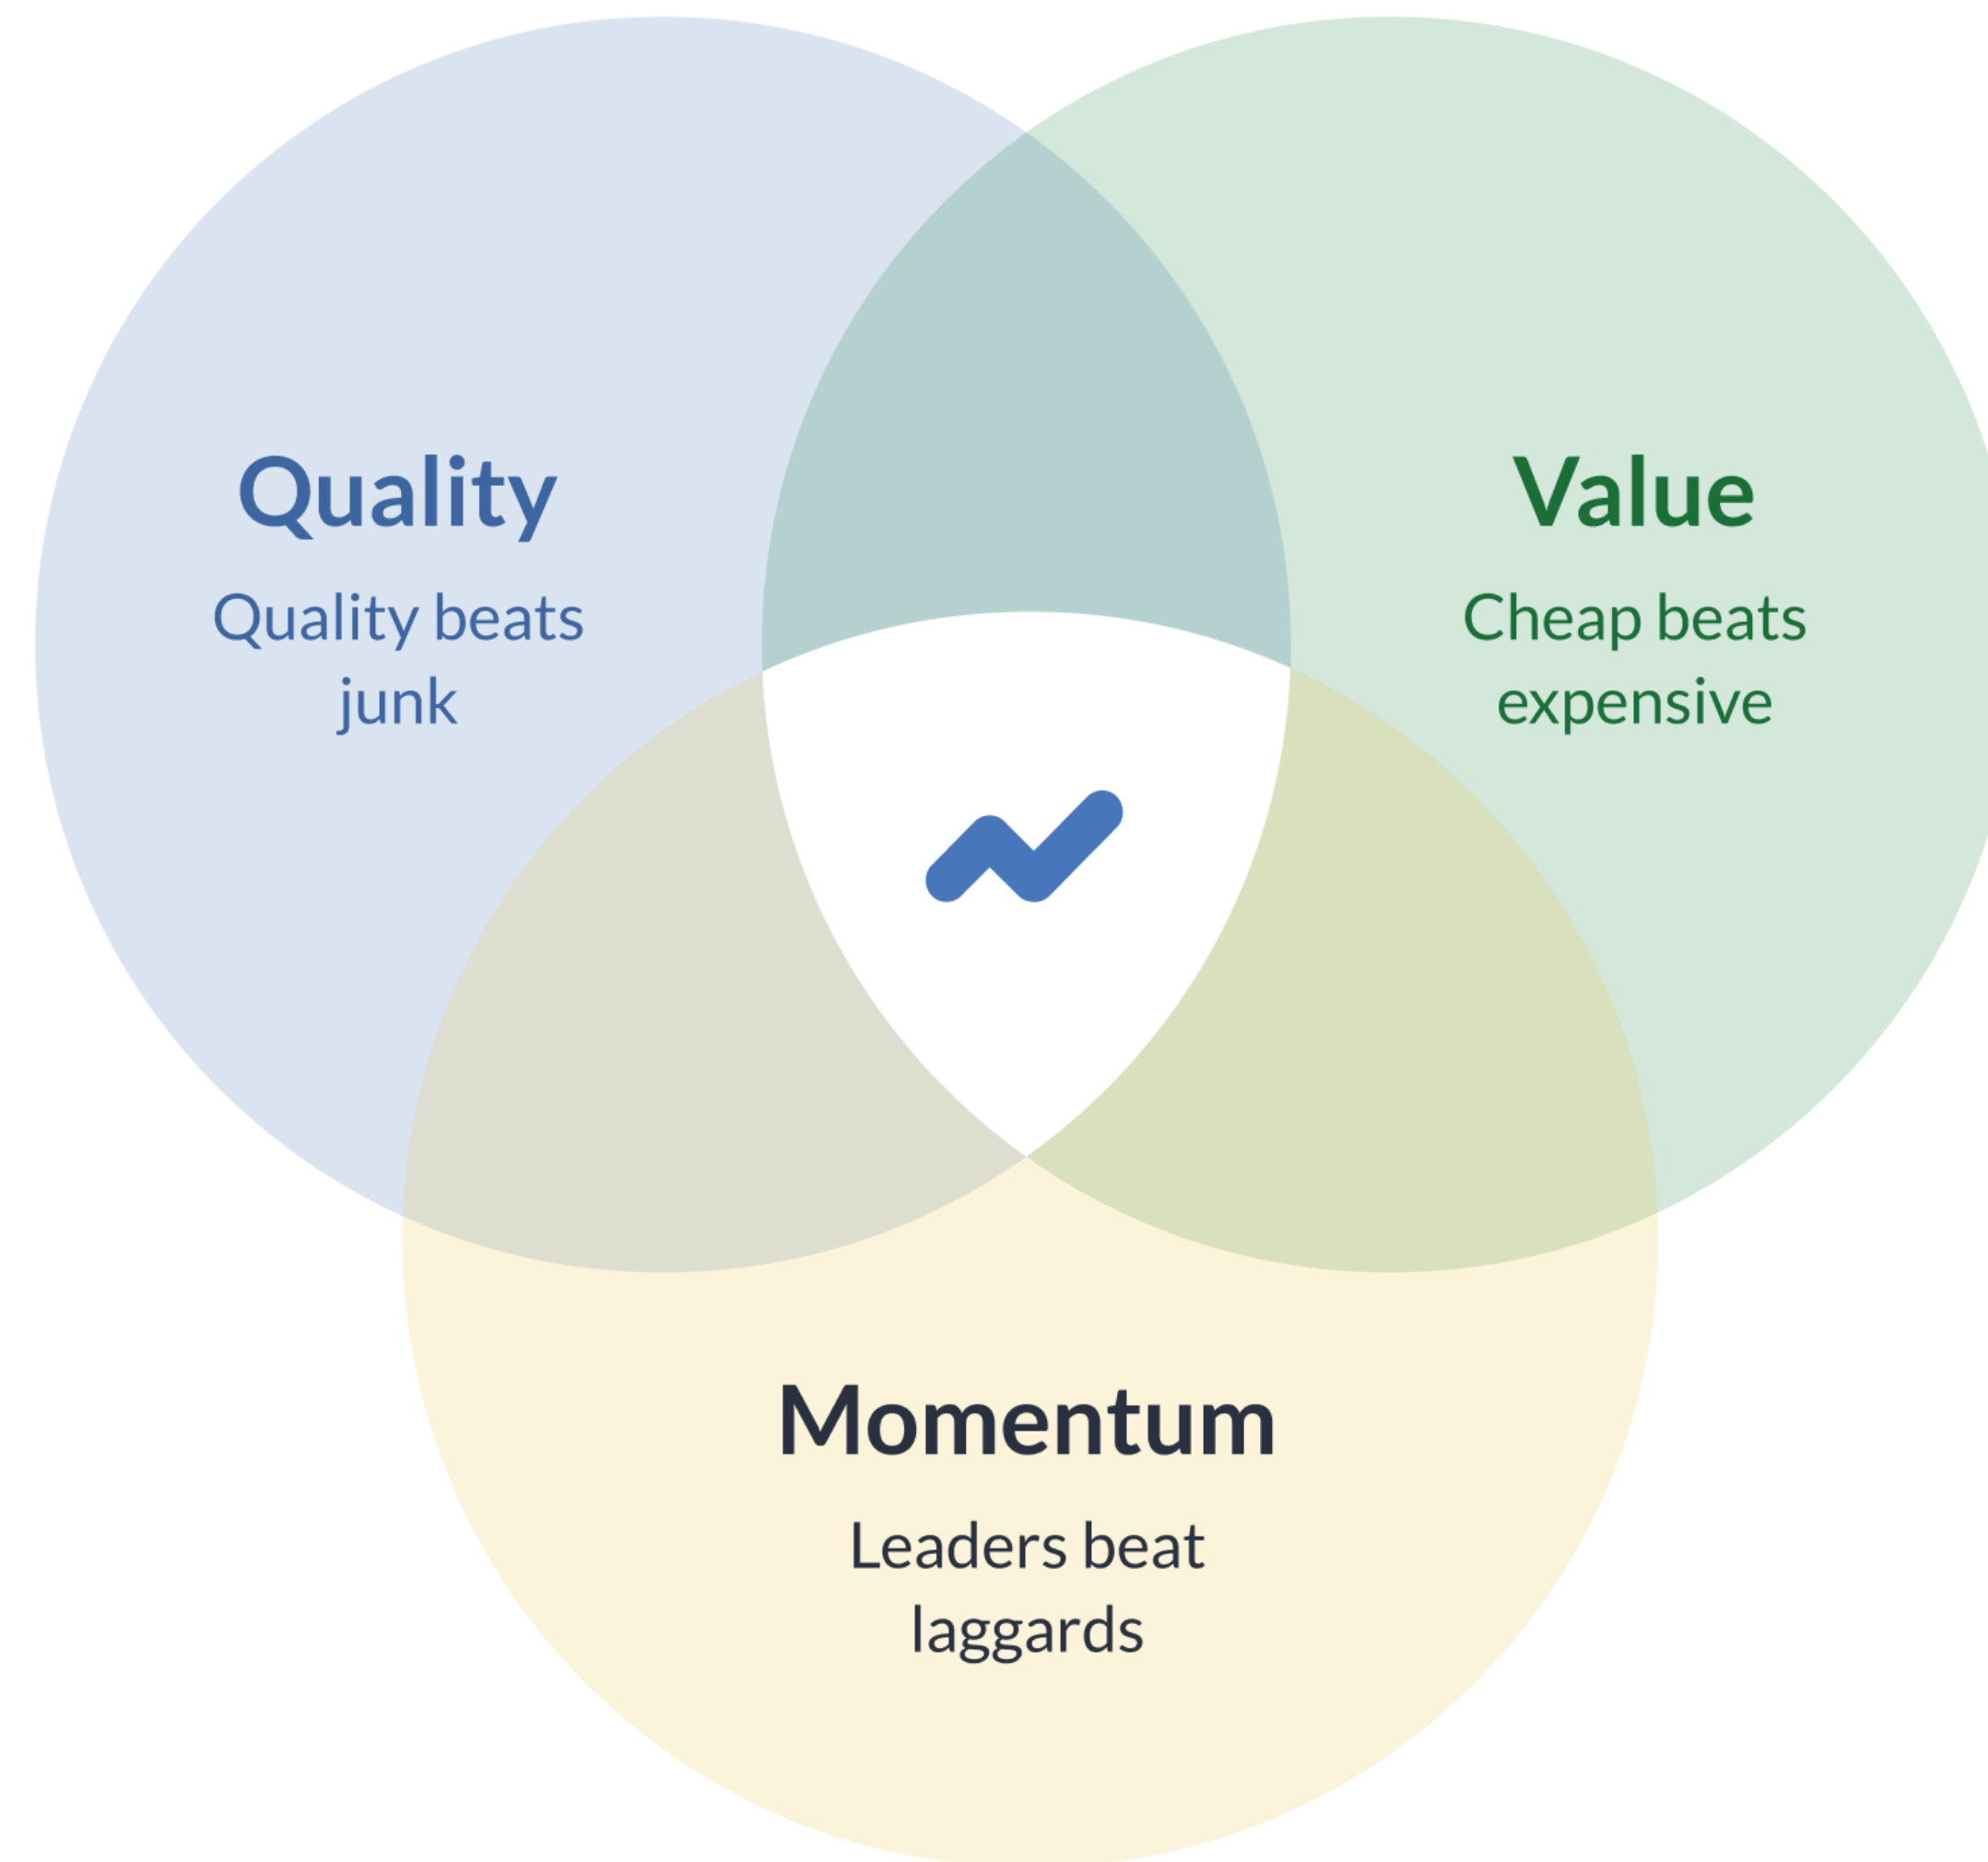 Quality
Quality beats
junk
Value
Cheap beats
expensive
Momentum
Leaders beat
laggards